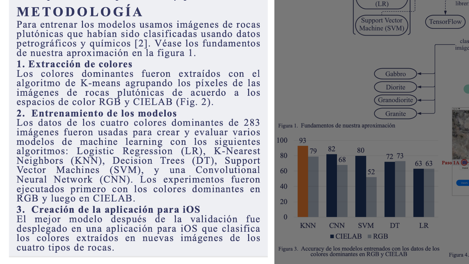 METODOLOGÍA
Para entrenar los modelos usamos imágenes de rocas
plutónicas que habían sido clasificadas usando datos
petrográficos y químicos [2]. Véase los fundamentos
de nuestra aproximación en la figura 1.
1. Extracción de colores
Los colores dominantes fueron extraídos con el
algoritmo de K-means agrupando los píxeles de las
imágenes de rocas plutónicas de acuerdo a los
espacios de color RGB y CIELAB (Fig. 2).
2. Entrenamiento de los modelos
Los datos de los cuatro colores dominantes de 283
imágenes fueron usadas para crear y evaluar varios
modelos de machine learning con los siguientes
algoritmos: Logistic Regression (LR), K-Nearest
Neighbors (KNN), Decision Trees (DT), Support
Vector Machines (SVM), y una Convolutional
Neural Network (CNN). Los experimentos fueron
ejecutados primero con los colores dominantes en
RGB y luego en CIELAB.
3. Creación de la aplicación para iOS
El mejor modelo después de la validación fue
desplegado en una aplicación para iOS que clasifica
los colores extraídos en nuevas imágenes de los
cuatro tipos de rocas.
(LR)
Support Vector
Machine (SVM)
TensorFlow
Gabbro
Diorite
Granodiorite
Granite
Figura 1. Fundamentos de nuestra aproximación
100
80
60
40
20
0
93
79
82
68
80
52
72
73
63
63
KNN
CNN
SVM
DT
LR
CIELAB
RGB
Figura 3. Accuracy de los modelos entrenados con los datos de los
colores dominantes en RGB y CIELAB
Figura 4.